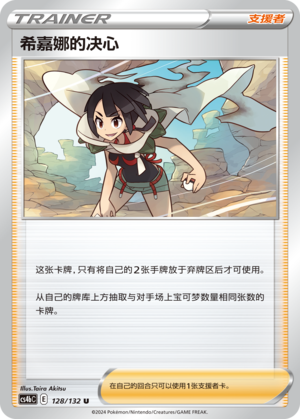 TRAINER
支援者
希嘉娜的决心
这张卡牌,只有将自己的2张手牌放于弃牌区后才可使用。
从自己的牌库上方抽取与对手场上宝可梦数量相同张数的
卡牌。
Illus.Taira Akitsu
CS4bC E 128/132 U
在自己的回合只可以使用1张支援者卡。
©2024 Pokémon/Nintendo/Creatures/GAME FREAK.